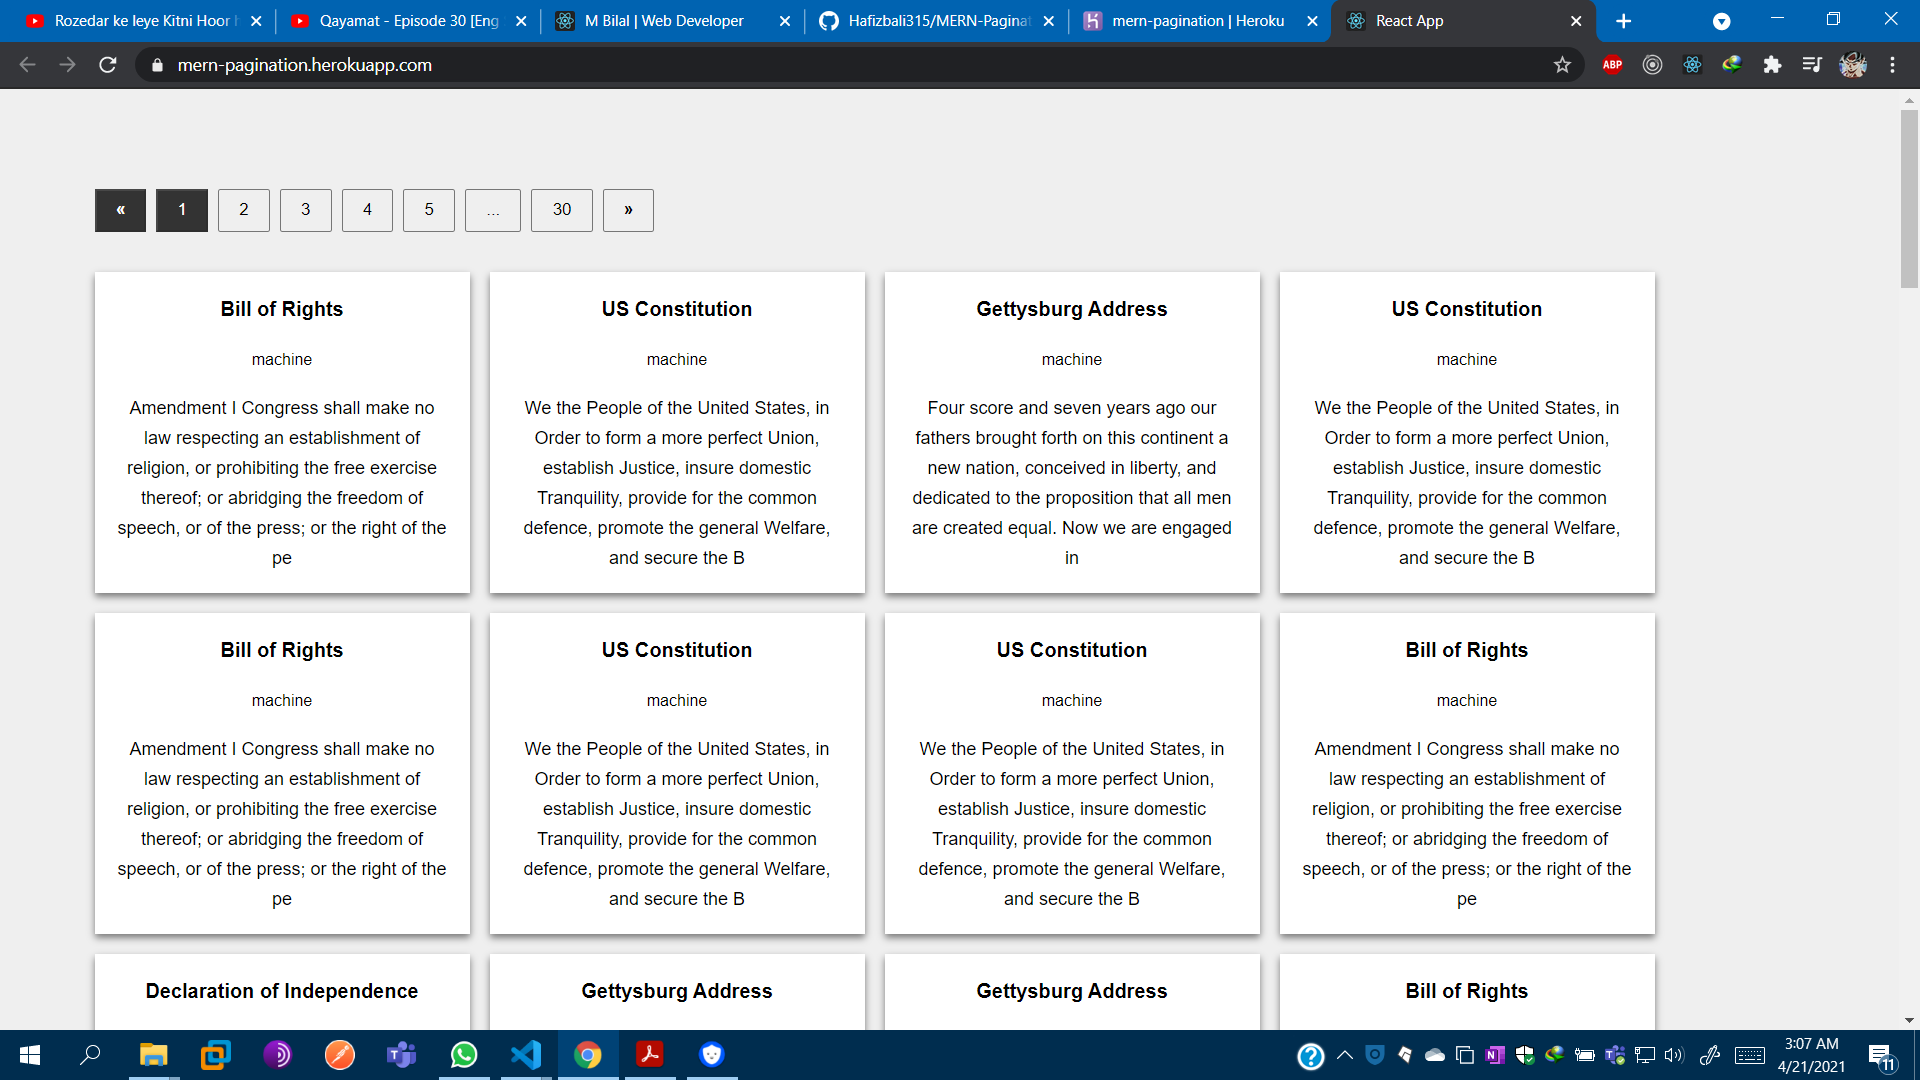 Rozedar ke leye Kitni Hoor h
Qayamat - Episode 30 [Eng
M Bilal | Web Developer
Hafizbali315/MERN-Paginat
mern-pagination | Heroku
React App
mern-pagination.herokuapp.com
ABP
« 1 2 3 4 5 ... 30 »
Bill of Rights
machine
Amendment I Congress shall make no
law respecting an establishment of
religion, or prohibiting the free exercise
thereof; or abridging the freedom of
speech, or of the press; or the right of the
pe
US Constitution
machine
We the People of the United States, in
Order to form a more perfect Union,
establish Justice, insure domestic
Tranquility, provide for the common
defence, promote the general Welfare,
and secure the B
Gettysburg Address
machine
Four score and seven years ago our
fathers brought forth on this continent a
new nation, conceived in liberty, and
dedicated to the proposition that all men
are created equal. Now we are engaged
in
US Constitution
machine
We the People of the United States, in
Order to form a more perfect Union,
establish Justice, insure domestic
Tranquility, provide for the common
defence, promote the general Welfare,
and secure the B
Bill of Rights
machine
Amendment I Congress shall make no
law respecting an establishment of
religion, or prohibiting the free exercise
thereof; or abridging the freedom of
speech, or of the press; or the right of the
pe
US Constitution
machine
We the People of the United States, in
Order to form a more perfect Union,
establish Justice, insure domestic
Tranquility, provide for the common
defence, promote the general Welfare,
and secure the B
US Constitution
machine
We the People of the United States, in
Order to form a more perfect Union,
establish Justice, insure domestic
Tranquility, provide for the common
defence, promote the general Welfare,
and secure the B
Bill of Rights
machine
Amendment I Congress shall make no
law respecting an establishment of
religion, or prohibiting the free exercise
thereof; or abridging the freedom of
speech, or of the press; or the right of the
pe
Declaration of Independence
Gettysburg Address
Gettysburg Address
Bill of Rights
3:07 AM
4/21/2021
11